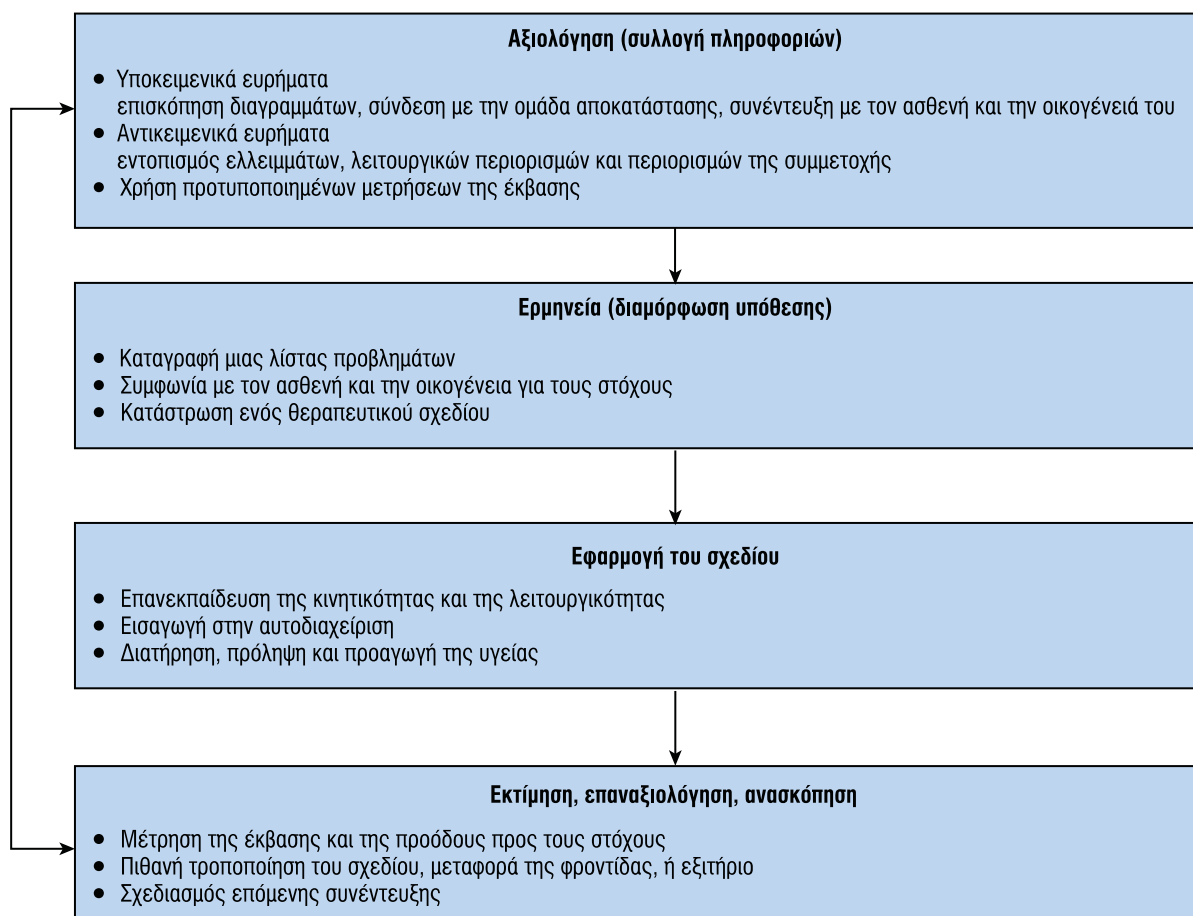 Αξιολόγηση (συλλογή πληροφοριών)
● Υποκειμενικά ευρήματα
επισκόπηση διαγραμμάτων, σύνδεση με την ομάδα αποκατάστασης, συνέντευξη με τον ασθενή και την οικογένειά του
● Αντικειμενικά ευρήματα
εντοπισμός ελλειμμάτων, λειτουργικών περιορισμών και περιορισμών της συμμετοχής
● Χρήση προτυποποιημένων μετρήσεων της έκβασης
Ερμηνεία (διαμόρφωση υπόθεσης)
● Καταγραφή μιας λίστας προβλημάτων
● Συμφωνία με τον ασθενή και την οικογένεια για τους στόχους
● Κατάστρωση ενός θεραπευτικού σχεδίου
Εφαρμογή του σχεδίου
● Επανεκπαίδευση της κινητικότητας και της λειτουργικότητας
● Εισαγωγή στην αυτοδιαχείριση
● Διατήρηση, πρόληψη και προαγωγή της υγείας
Εκτίμηση, επαναξιολόγηση, ανασκόπηση
● Μέτρηση της έκβασης και της προόδους προς τους στόχους
● Πιθανή τροποποίηση του σχεδίου, μεταφορά της φροντίδας, ή εξιτήριο
● Σχεδιασμός επόμενης συνέντευξης